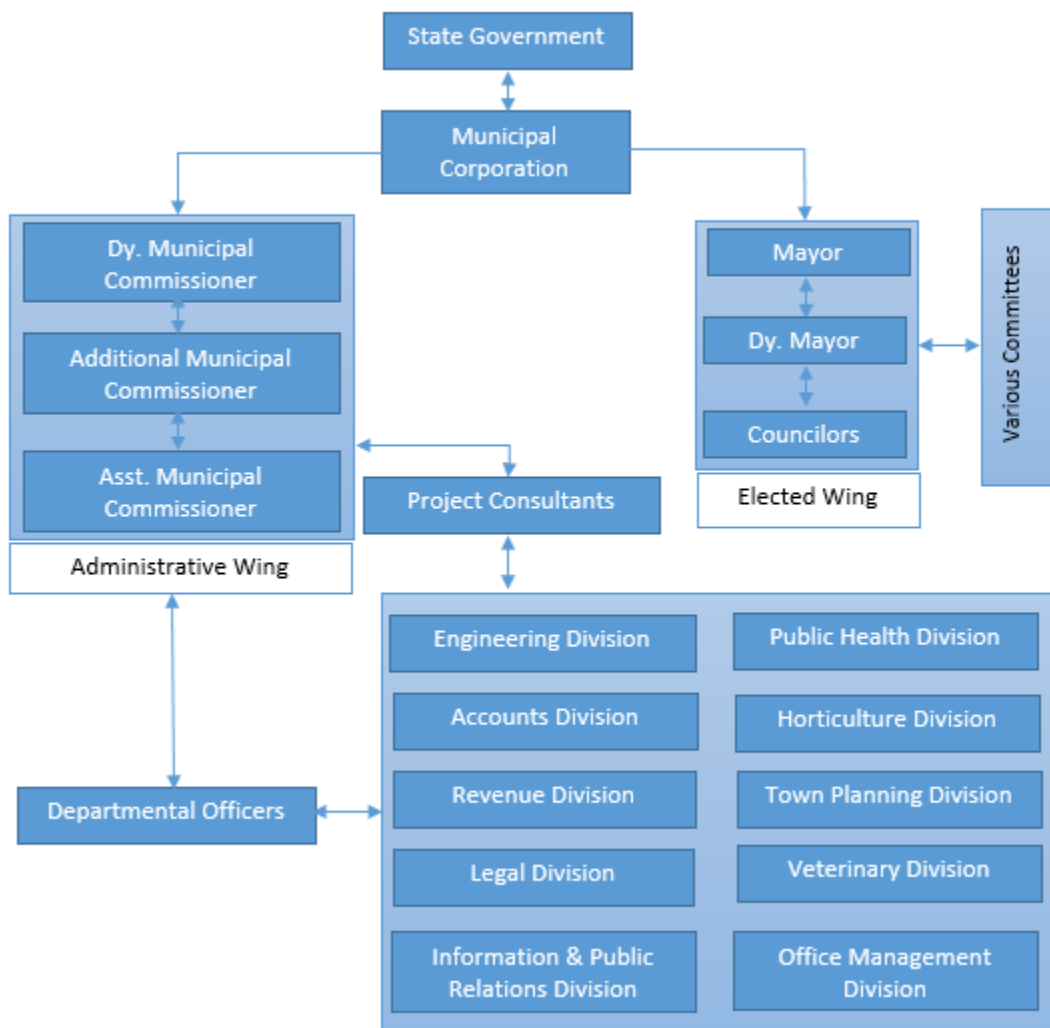 State Government
Municipal
Corporation
Dy. Municipal
Commissioner
Additional Municipal
Commissioner
Asst. Municipal
Commissioner
Administrative Wing
Mayor
Dy. Mayor
Councilors
Elected Wing
Various Committees
Project Consultants
Departmental Officers
Engineering Division
Public Health Division
Accounts Division
Horticulture Division
Revenue Division
Town Planning Division
Legal Division
Veterinary Division
Information & Public
Relations Division
Office Management
Division